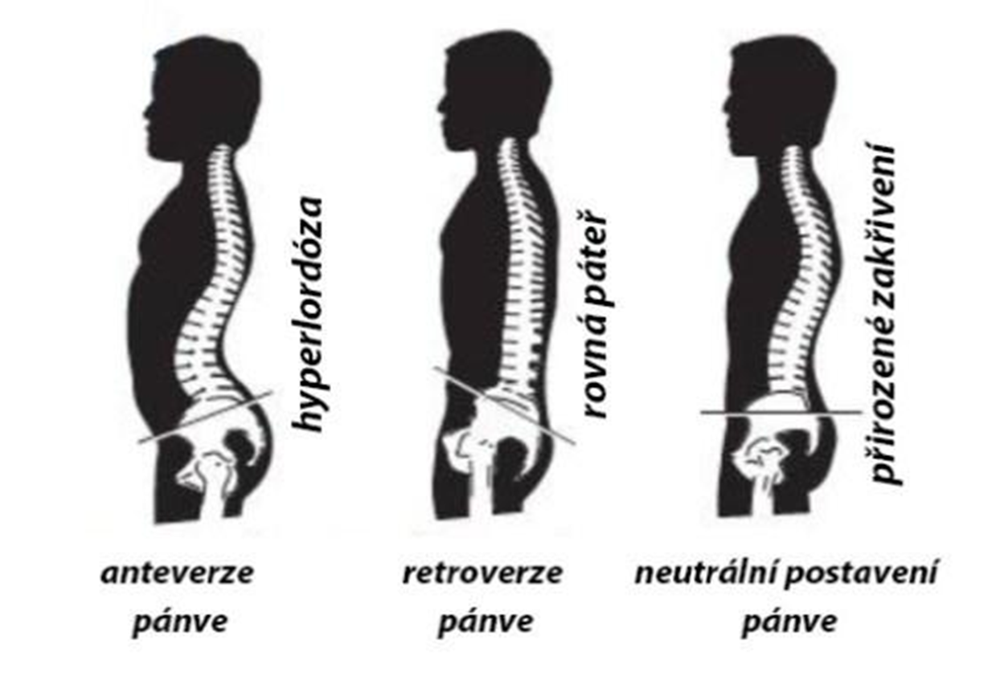 hyperlordóza
rovná páteř
přirozené zakřivení
anteverze
pánve
retroverze
pánve
neutrální postavení
pánve